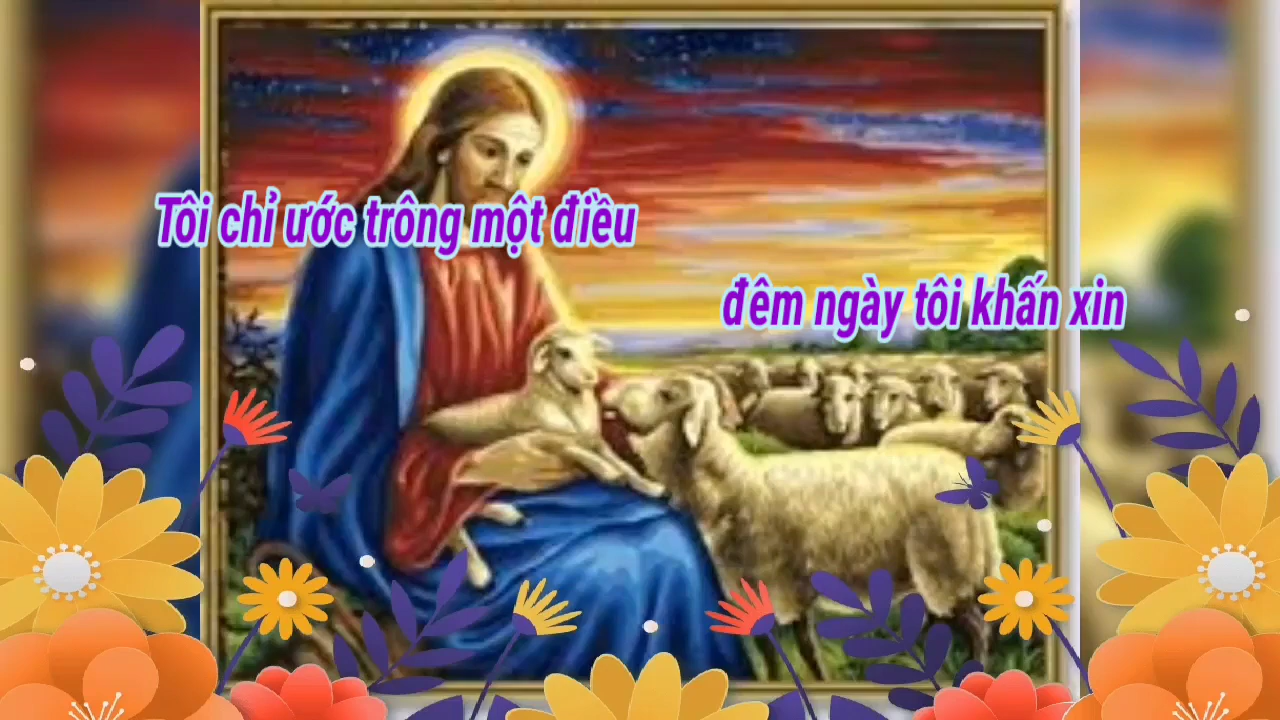 Tôi chỉ ước trông một điều
đêm ngày tôi khấn xin